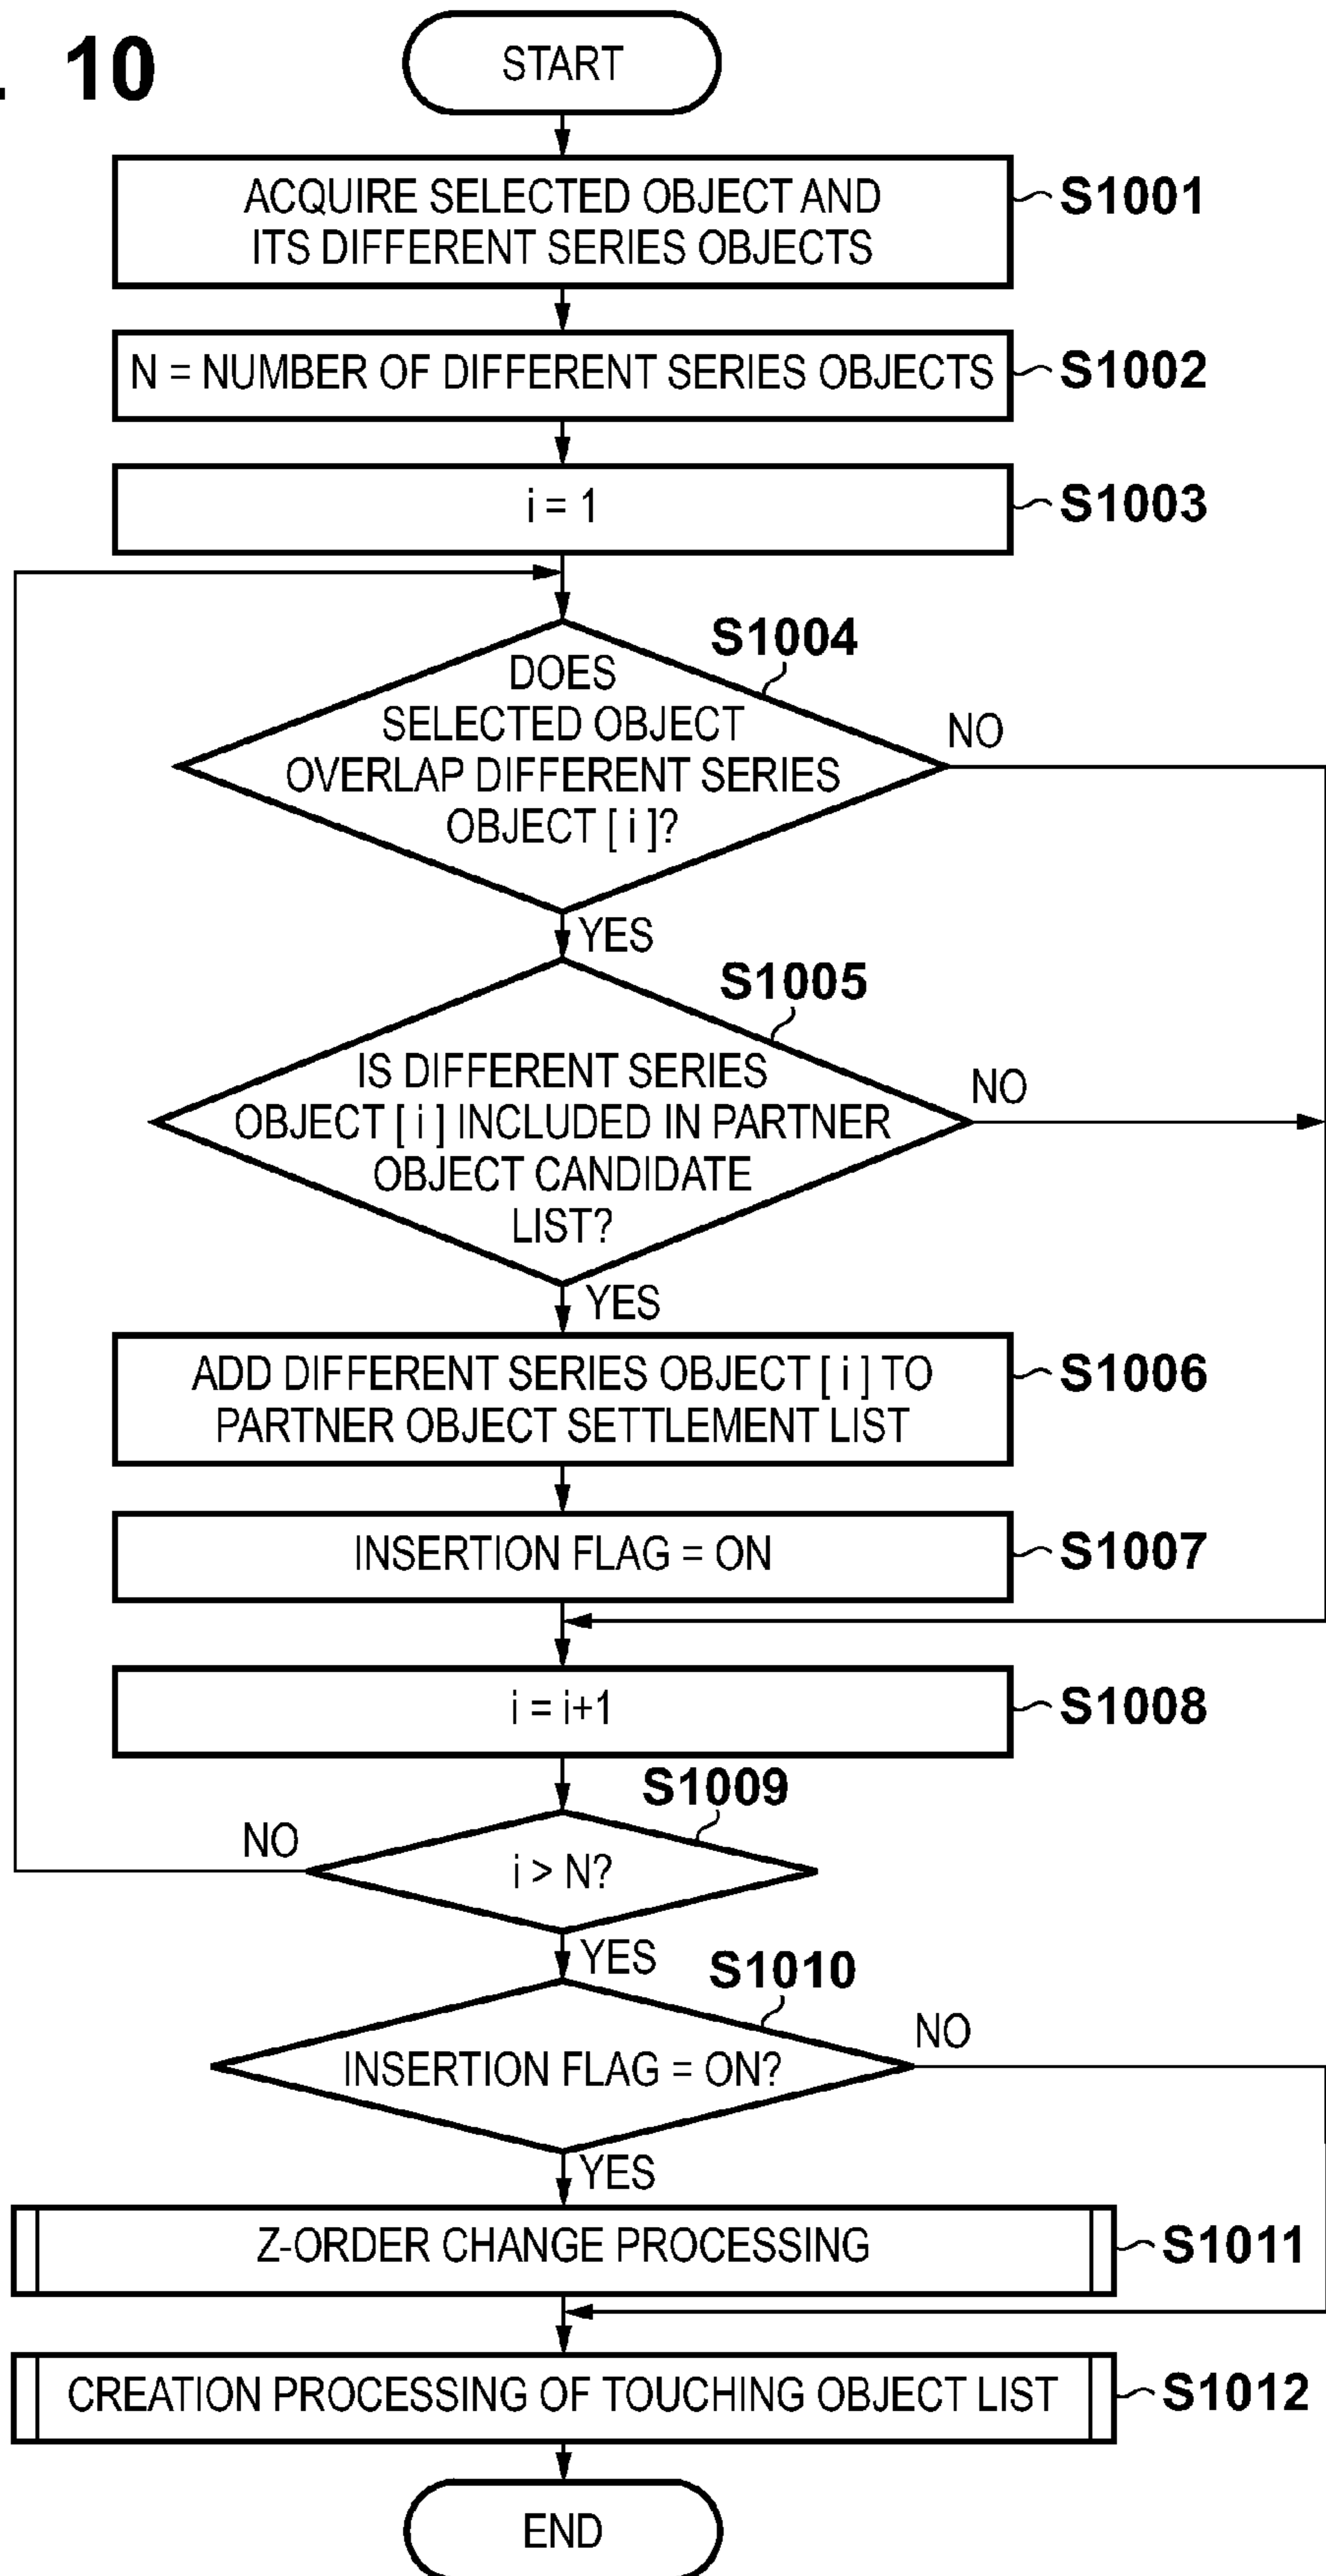 . 10
START
ACQUIRE SELECTED OBJECT AND
ITS DIFFERENT SERIES OBJECTS
S1001
N = NUMBER OF DIFFERENT SERIES OBJECTS
S1002
i = 1
S1003
S1004
DOES
SELECTED OBJECT
OVERLAP DIFFERENT SERIES
OBJECT [ i ]?
NO
YES
S1005
IS DIFFERENT SERIES
OBJECT [ i ] INCLUDED IN PARTNER
OBJECT CANDIDATE
LIST?
NO
YES
ADD DIFFERENT SERIES OBJECT [ i ] TO
PARTNER OBJECT SETTLEMENT LIST
S1006
INSERTION FLAG = ON
S1007
i = i+1
S1008
S1009
NO
i > N?
YES
S1010
NO
INSERTION FLAG = ON?
YES
Z-ORDER CHANGE PROCESSING
S1011
CREATION PROCESSING OF TOUCHING OBJECT LIST
S1012
END